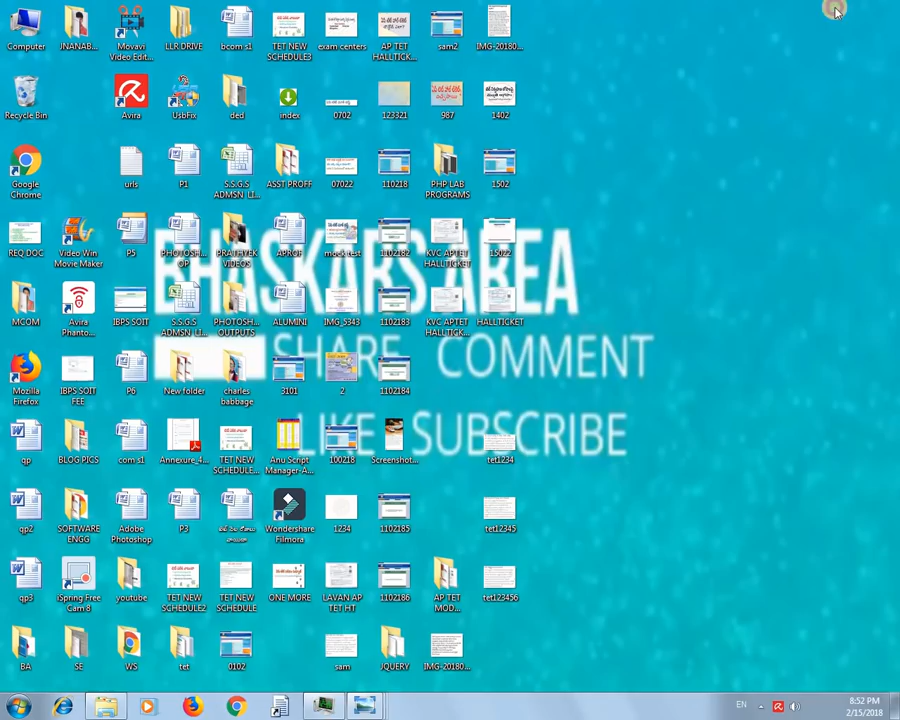 Computer
JNANAB...
Movavi Video Edit...
LLR DRIVE
bcom s1
TET NEW SCHEDULE3
exam centers
AP TET HALLTICK...
sam2
IMG-20180...
Recycle Bin
Avira
UsbFix
ded
index
0702
123321
987
1402
Google Chrome
urls
P1
S.S.G.S ADMSN LI...
ASST PROFF
07022
110218
PHP LAB PROGRAMS
1502
REQ DOC
Video Win Movie Maker
P5
PHOTOSH... OP
PRATHYEK VIDEOS
APROF
mock test
1102182
KVC APTET HALLTICKET
15022
MCOM
Avira Phanto...
IBPS SOIT
S.S.G.S ADMSN LI...
PHOTOSH... OUTPUTS
ALUMINI
IMG_5343
1102183
KVC APTET HALLTICK...
HALLTICKET
BHASKARS AREA
SHARE COMMENT
Mozilla Firefox
IBPS SOIT FEE
P6
New folder
charles babbage
3101
2
1102184
LIKE SUBSCRIBE
qp
BLOG PICS
com s1
Annexure_4...
TET NEW SCHEDULE...
Anu Script Manager-A...
100218
Screenshot...
tet1234
qp2
SOFTWARE ENGG
Adobe Photoshop
P3
Wondershare Filmora
1234
1102185
tet12345
qp3
iSpring Free Cam 8
youtube
TET NEW SCHEDULE2
TET NEW SCHEDULE
ONE MORE
LAVAN AP TET HT
1102186
AP TET MOD...
tet123456
BA
SE
WS
tet
0102
sam
JQUERY
IMG-20180...
EN
8:52 PM
2/15/2018